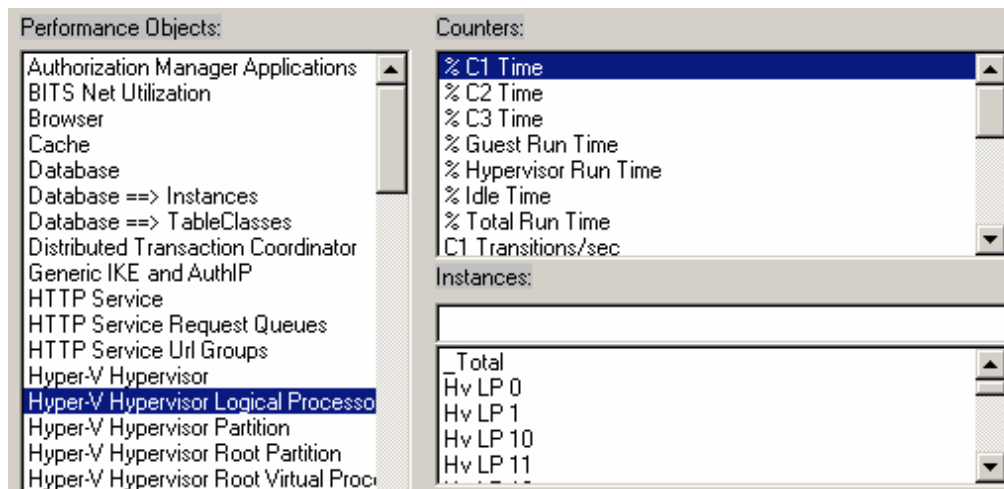 Performance Objects:
Authorization Manager Applications
BITS Net Utilization
Browser
Cache
Database
Database ==> Instances
Database ==> TableClasses
Distributed Transaction Coordinator
Generic IKE and AuthIP
HTTP Service
HTTP Service Request Queues
HTTP Service Url Groups
Hyper-V Hypervisor
Hyper-V Hypervisor Logical Processo
Hyper-V Hypervisor Partition
Hyper-V Hypervisor Root Partition
Hyper-V Hypervisor Root Virtual Proc
Counters:
% C1 Time
% C2 Time
% C3 Time
% Guest Run Time
% Hypervisor Run Time
% Idle Time
% Total Run Time
C1 Transitions/sec
Instances:
_Total
Hv LP 0
Hv LP 1
Hv LP 10
Hv LP 11